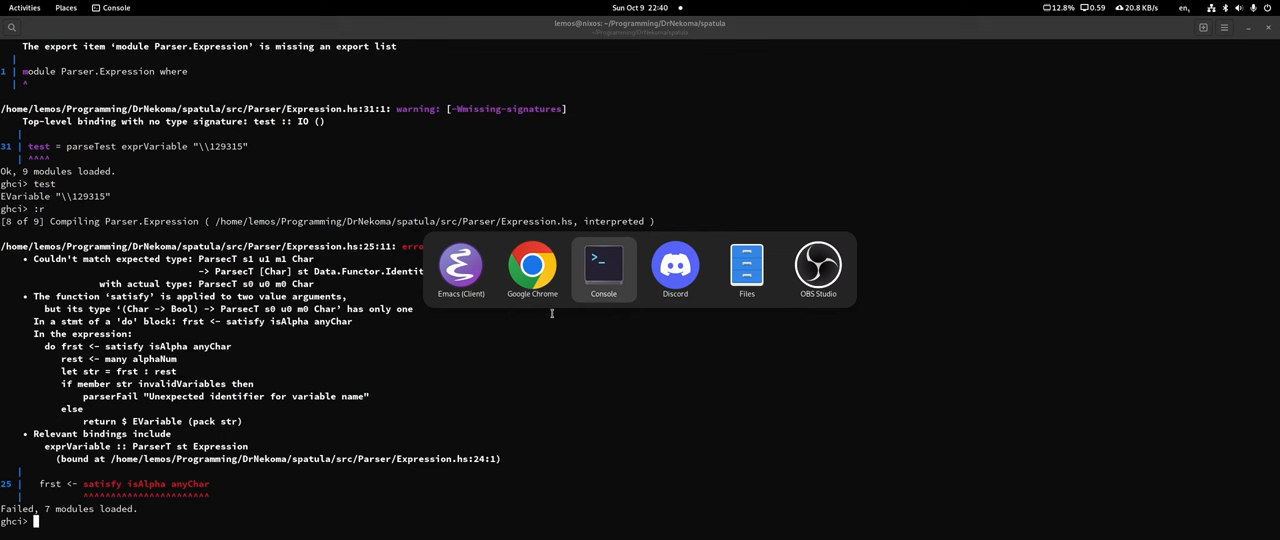 Activities Places Console Sun Oct 9 22:40 12.8% 0.59 20.8 KB/s en₁
lemos@nixos: ~/Programming/DrNekoma/spatula
~/Programming/DrNekoma/spatula
The export item ‘module Parser.Expression’ is missing an export list
|
1 | module Parser.Expression where
| ^
/home/lemos/Programming/DrNekoma/spatula/src/Parser/Expression.hs:31:1: warning: [-Wmissing-signatures]
Top-level binding with no type signature: test :: IO ()
|
31 | test = parseTest exprVariable "\\129315"
| ^^^^
Ok, 9 modules loaded.
ghci> test
EVariable "\\129315"
ghci> :r
[8 of 9] Compiling Parser.Expression ( /home/lemos/Programming/DrNekoma/spatula/src/Parser/Expression.hs, interpreted )
/home/lemos/Programming/DrNekoma/spatula/src/Parser/Expression.hs:25:11: erro
• Couldn't match expected type: ParsecT s1 u1 m1 Char
-> ParsecT [Char] st Data.Functor.Identit
with actual type: ParsecT s0 u0 m0 Char
• The function ‘satisfy’ is applied to two value arguments,
but its type ‘(Char -> Bool) -> ParsecT s0 u0 m0 Char’ has only one
In a stmt of a 'do' block: frst <- satisfy isAlpha anyChar
In the expression:
do frst <- satisfy isAlpha anyChar
rest <- many alphaNum
let str = frst : rest
if member str invalidVariables then
parserFail "Unexpected identifier for variable name"
else
return $ EVariable (pack str)
• Relevant bindings include
exprVariable :: ParserT st Expression
(bound at /home/lemos/Programming/DrNekoma/spatula/src/Parser/Expression.hs:24:1)
|
25 | frst <- satisfy isAlpha anyChar
| ^^^^^^^^^^^^^^^^^^^^^^^
Failed, 7 modules loaded.
ghci>
Emacs (Client) Google Chrome Console Discord Files OBS Studio